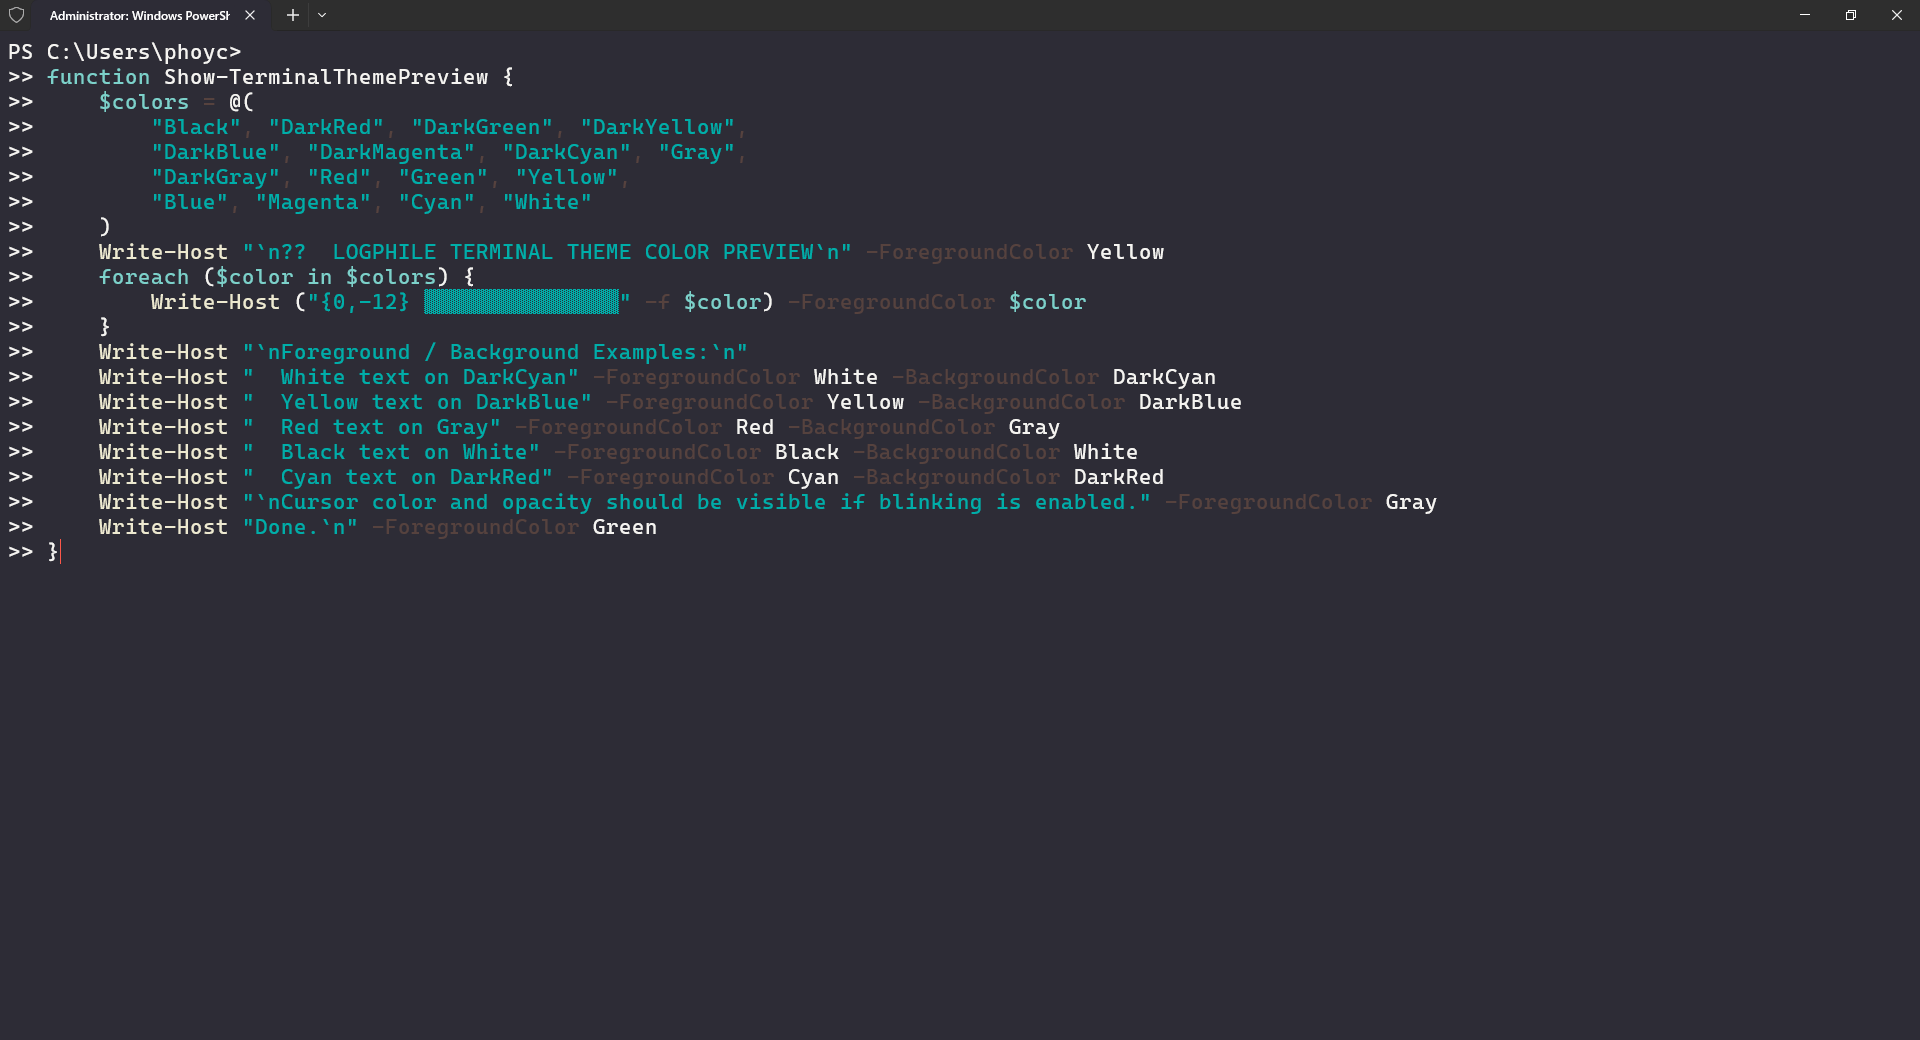 Administrator: Windows PowerSh
PS C:\Users\phoyc>
>> function Show-TerminalThemePreview {
>>     $colors = @(
>>         "Black", "DarkRed", "DarkGreen", "DarkYellow",
>>         "DarkBlue", "DarkMagenta", "DarkCyan", "Gray",
>>         "DarkGray", "Red", "Green", "Yellow",
>>         "Blue", "Magenta", "Cyan", "White"
>>     )
>>     Write-Host "`n??  LOGPHILE TERMINAL THEME COLOR PREVIEW`n" -ForegroundColor Yellow
>>     foreach ($color in $colors) {
>>         Write-Host ("{0,-12} ▒▒▒▒▒▒▒▒▒▒▒▒▒▒▒" -f $color) -ForegroundColor $color
>>     }
>>     Write-Host "`nForeground / Background Examples:`n"
>>     Write-Host "  White text on DarkCyan" -ForegroundColor White -BackgroundColor DarkCyan
>>     Write-Host "  Yellow text on DarkBlue" -ForegroundColor Yellow -BackgroundColor DarkBlue
>>     Write-Host "  Red text on Gray" -ForegroundColor Red -BackgroundColor Gray
>>     Write-Host "  Black text on White" -ForegroundColor Black -BackgroundColor White
>>     Write-Host "  Cyan text on DarkRed" -ForegroundColor Cyan -BackgroundColor DarkRed
>>     Write-Host "`nCursor color and opacity should be visible if blinking is enabled." -ForegroundColor Gray
>>     Write-Host "Done.`n" -ForegroundColor Green
>> }